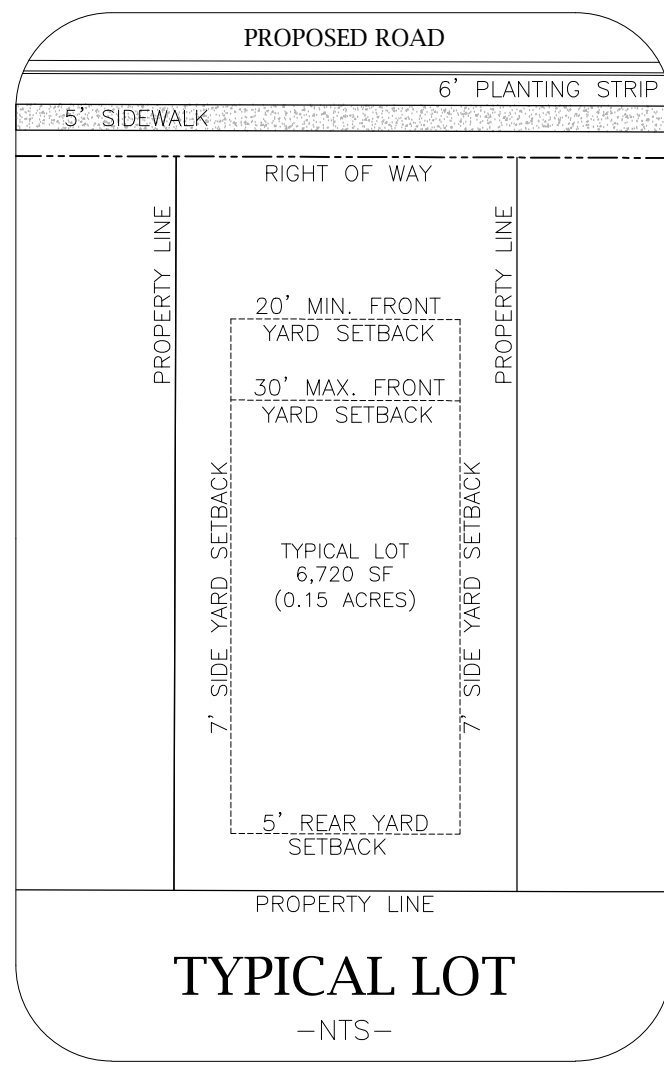 PROPOSED ROAD
6' PLANTING STRIP
5' SIDEWALK
RIGHT OF WAY
PROPERTY LINE
PROPERTY LINE
20' MIN. FRONT
YARD SETBACK
30' MAX. FRONT
YARD SETBACK
7' SIDE YARD SETBACK
7' SIDE YARD SETBACK
TYPICAL LOT
6,720 SF
(0.15 ACRES)
5' REAR YARD
SETBACK
PROPERTY LINE
TYPICAL LOT
-NTS-